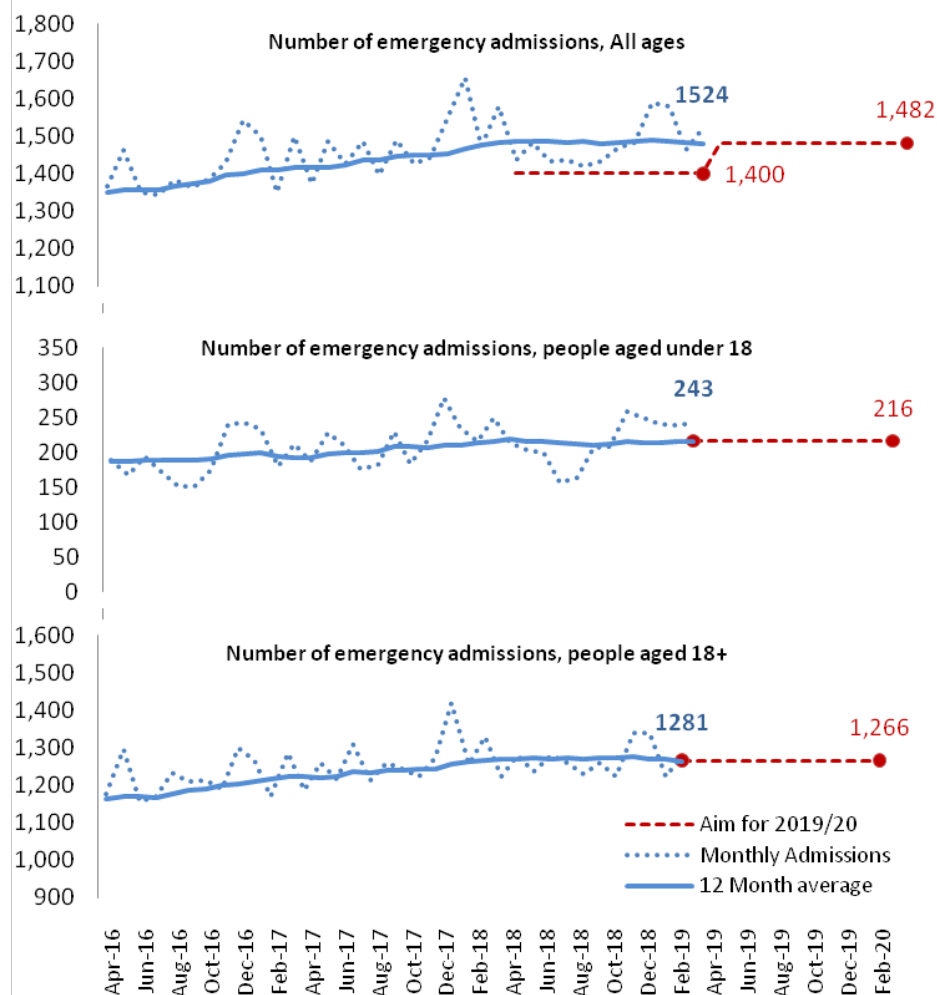 1,800
Number of emergency admissions, All ages
1,700
1,600
1524
1,482
1,500
1,400
1,400
1,300
1,200
1,100
350
Number of emergency admissions, people aged under 18
300
243
216
250
200
150
100
50
0
1,600
Number of emergency admissions, people aged 18+
1,500
1,400
1281
1,266
1,300
1,200
1,100
Aim for 2019/20
1,000
Monthly Admissions
12 Month average
900
Apr-16
Jun-16
Aug-16
Oct-16
Dec-16
Feb-17
Apr-17
Jun-17
Aug-17
Oct-17
Dec-17
Feb-18
Apr-18
Jun-18
Aug-18
Oct-18
Dec-18
Feb-19
Apr-19
Jun-19
Aug-19
Oct-19
Dec-19
Feb-20